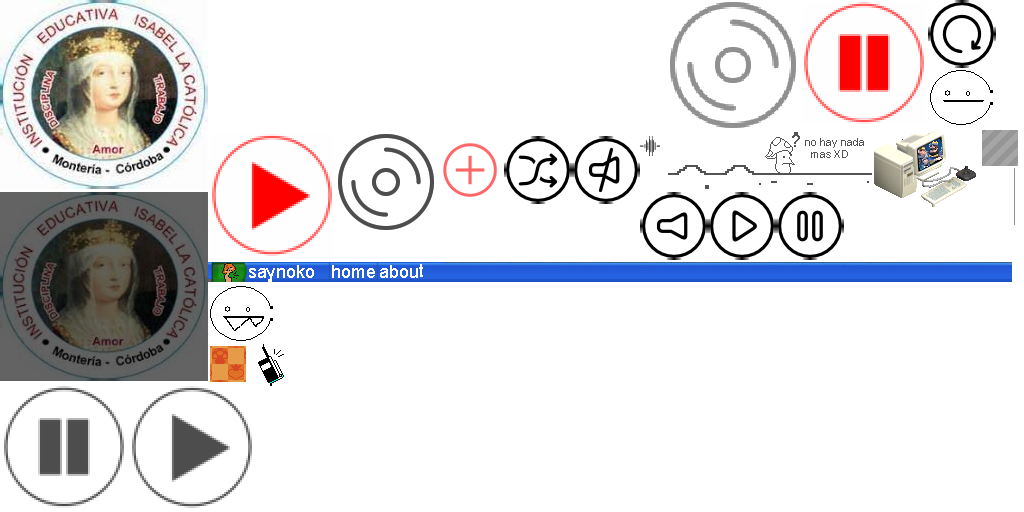 INSTITUCIÓN EDUCATIVA ISABEL LA CATÓLICA
DISCIPLINA
TRABAJO
Amor
Montería - Córdoba
no hay nada
mas XD
INSTITUCIÓN EDUCATIVA ISABEL LA CATÓLICA
DISCIPLINA
TRABAJO
Amor
Montería - Córdoba
saynoko home about